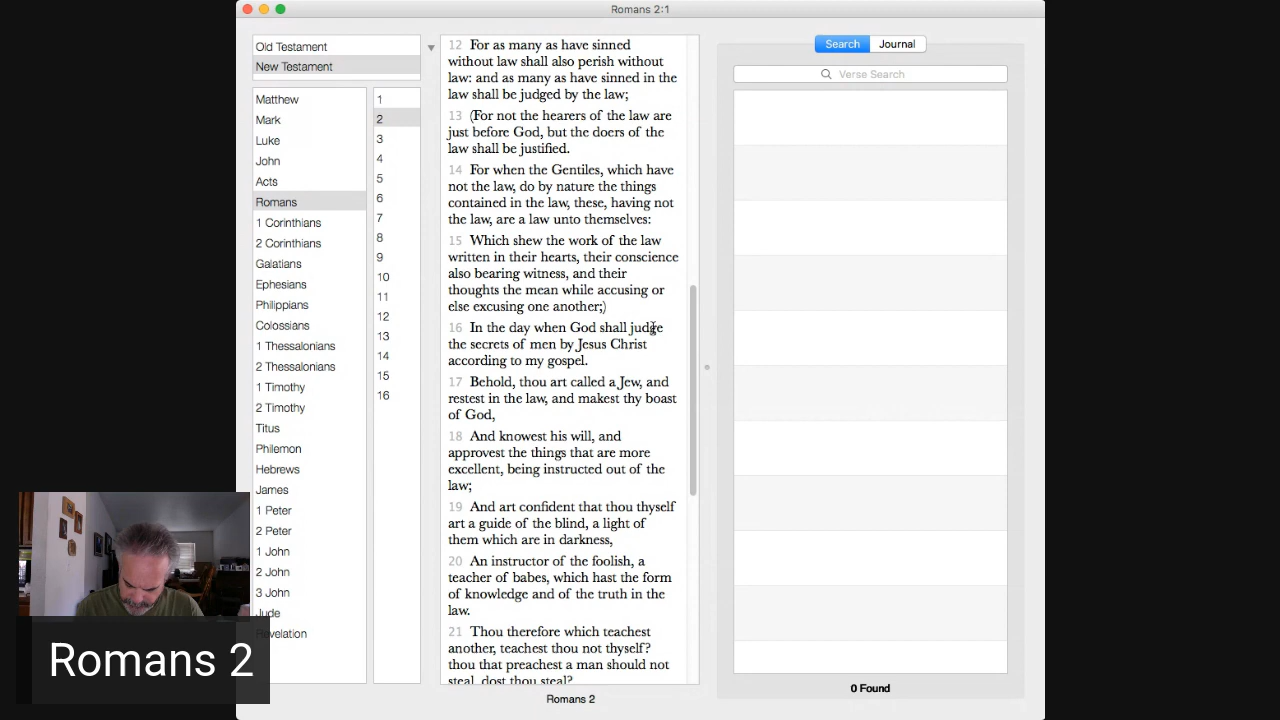 Romans 2:1
Old Testament
New Testament
Matthew
Mark
Luke
John
Acts
Romans
1 Corinthians
2 Corinthians
Galatians
Ephesians
Philippians
Colossians
1 Thessalonians
2 Thessalonians
1 Timothy
2 Timothy
Titus
Philemon
Hebrews
James
1 Peter
2 Peter
1 John
2 John
3 John
Jude
1
2
3
4
5
6
7
8
9
10
11
12
13
14
15
16
12 For as many as have sinned
without law shall also perish without
law: and as many as have sinned in the
law shall be judged by the law;
13 (For not the hearers of the law are
just before God, but the doers of the
law shall be justified.
14 For when the Gentiles, which have
not the law, do by nature the things
contained in the law, these, having not
the law, are a law unto themselves:
15 Which shew the work of the law
written in their hearts, their conscience
also bearing witness, and their
thoughts the mean while accusing or
else excusing one another;)
16 In the day when God shall judge
the secrets of men by Jesus Christ
according to my gospel.
17 Behold, thou art called a Jew, and
restest in the law, and makest thy boast
of God,
18 And knowest his will, and
approvest the things that are more
excellent, being instructed out of the
law;
19 And art confident that thou thyself
art a guide of the blind, a light of
them which are in darkness,
20 An instructor of the foolish, a
teacher of babes, which hast the form
of knowledge and of the truth in the
law.
21 Thou therefore which teachest
another, teachest thou not thyself?
thou that preachest a man should not
steal, dost thou steal?
Romans 2
Search Journal
Verse Search
0 Found
Romans 2